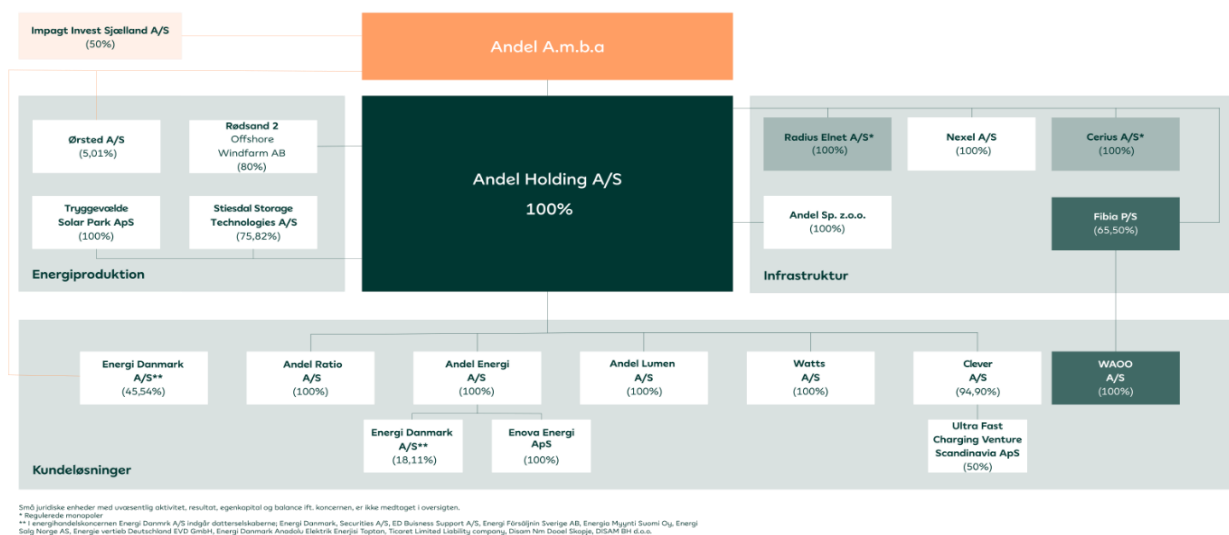 Impagt Invest Sjælland A/S
(50%)
Andel A.m.b.a
Ørsted A/S
(5,01%)
Rødsand 2
Offshore
Windfarm AB
(80%)
Tryggevælde
Solar Park ApS
(100%)
Stiesdal Storage
Technologies A/S
(75,82%)
Energiproduktion
Andel Holding A/S
100%
Radius Elnet A/S*
(100%)
Nexel A/S
(100%)
Cerius A/S*
(100%)
Andel Sp. z.o.o.
(100%)
Fibia P/S
(65,50%)
Infrastruktur
Energi Danmark
A/S**
(45,54%)
Andel Ratio
A/S
(100%)
Andel Energi
A/S
(100%)
Andel Lumen
A/S
(100%)
Watts
A/S
(100%)
Clever
A/S
(94,90%)
WAOO
A/S
(100%)
Energi Danmark
A/S**
(18,11%)
Enova Energi
ApS
(100%)
Ultra Fast
Charging Venture
Scandinavia ApS
(50%)
Kundeløsninger
Små juridiske enheder med uvæsentlig aktivitet, resultat, egenkapital og balance ift. koncernen, er ikke medtaget i oversigten.
* Regulerede monopoler
** I energihandelskoncernen Energi Danmrk A/S indgår datterselskaberne; Energi Danmark, Securities A/S, ED Buisness Support A/S, Energi Försäljnin Sverige AB, Energia Myynti Suomi Oy, Energi
Salg Norge AS, Energie vertieb Deutschland EVD GmbH, Energi Danmark Anadolu Elektrik Enerjisi Toptan, Ticaret Limited Liability company, Disam Nm Dooel Skopje, DISAM BH d.o.o.